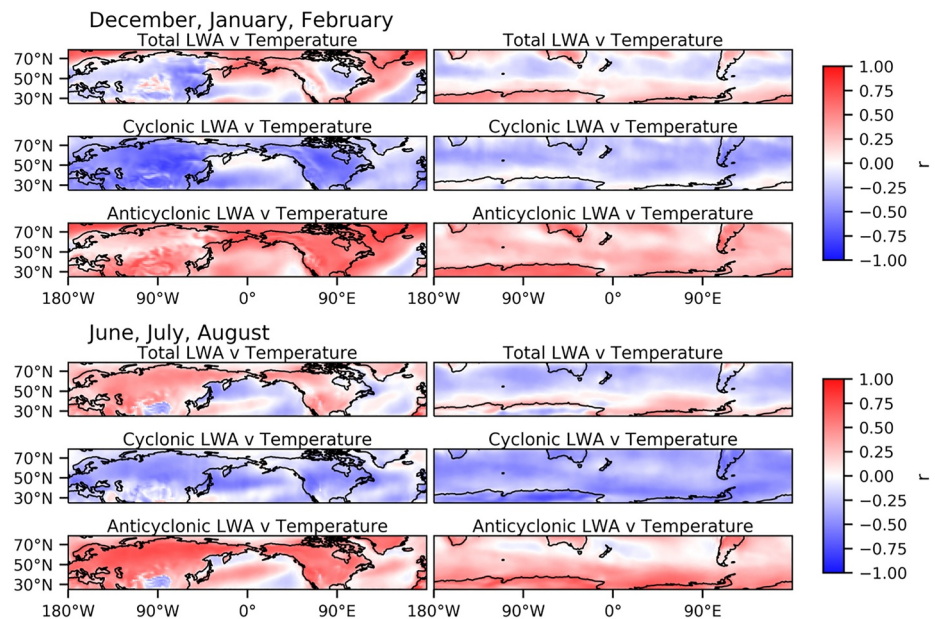 December, January, February
Total LWA v Temperature
Total LWA v Temperature
70°N
50°N
30°N
Cyclonic LWA v Temperature
Cyclonic LWA v Temperature
70°N
50°N
30°N
Anticyclonic LWA v Temperature
Anticyclonic LWA v Temperature
70°N
50°N
30°N
180°W 90°W 0° 90°E 180°W 90°W 0° 90°E
1.00
0.75
0.50
0.25
0.00
−0.25
−0.50
−0.75
−1.00
r
June, July, August
Total LWA v Temperature
Total LWA v Temperature
70°N
50°N
30°N
Cyclonic LWA v Temperature
Cyclonic LWA v Temperature
70°N
50°N
30°N
Anticyclonic LWA v Temperature
Anticyclonic LWA v Temperature
70°N
50°N
30°N
180°W 90°W 0° 90°E 180°W 90°W 0° 90°E
1.00
0.75
0.50
0.25
0.00
−0.25
−0.50
−0.75
−1.00
r